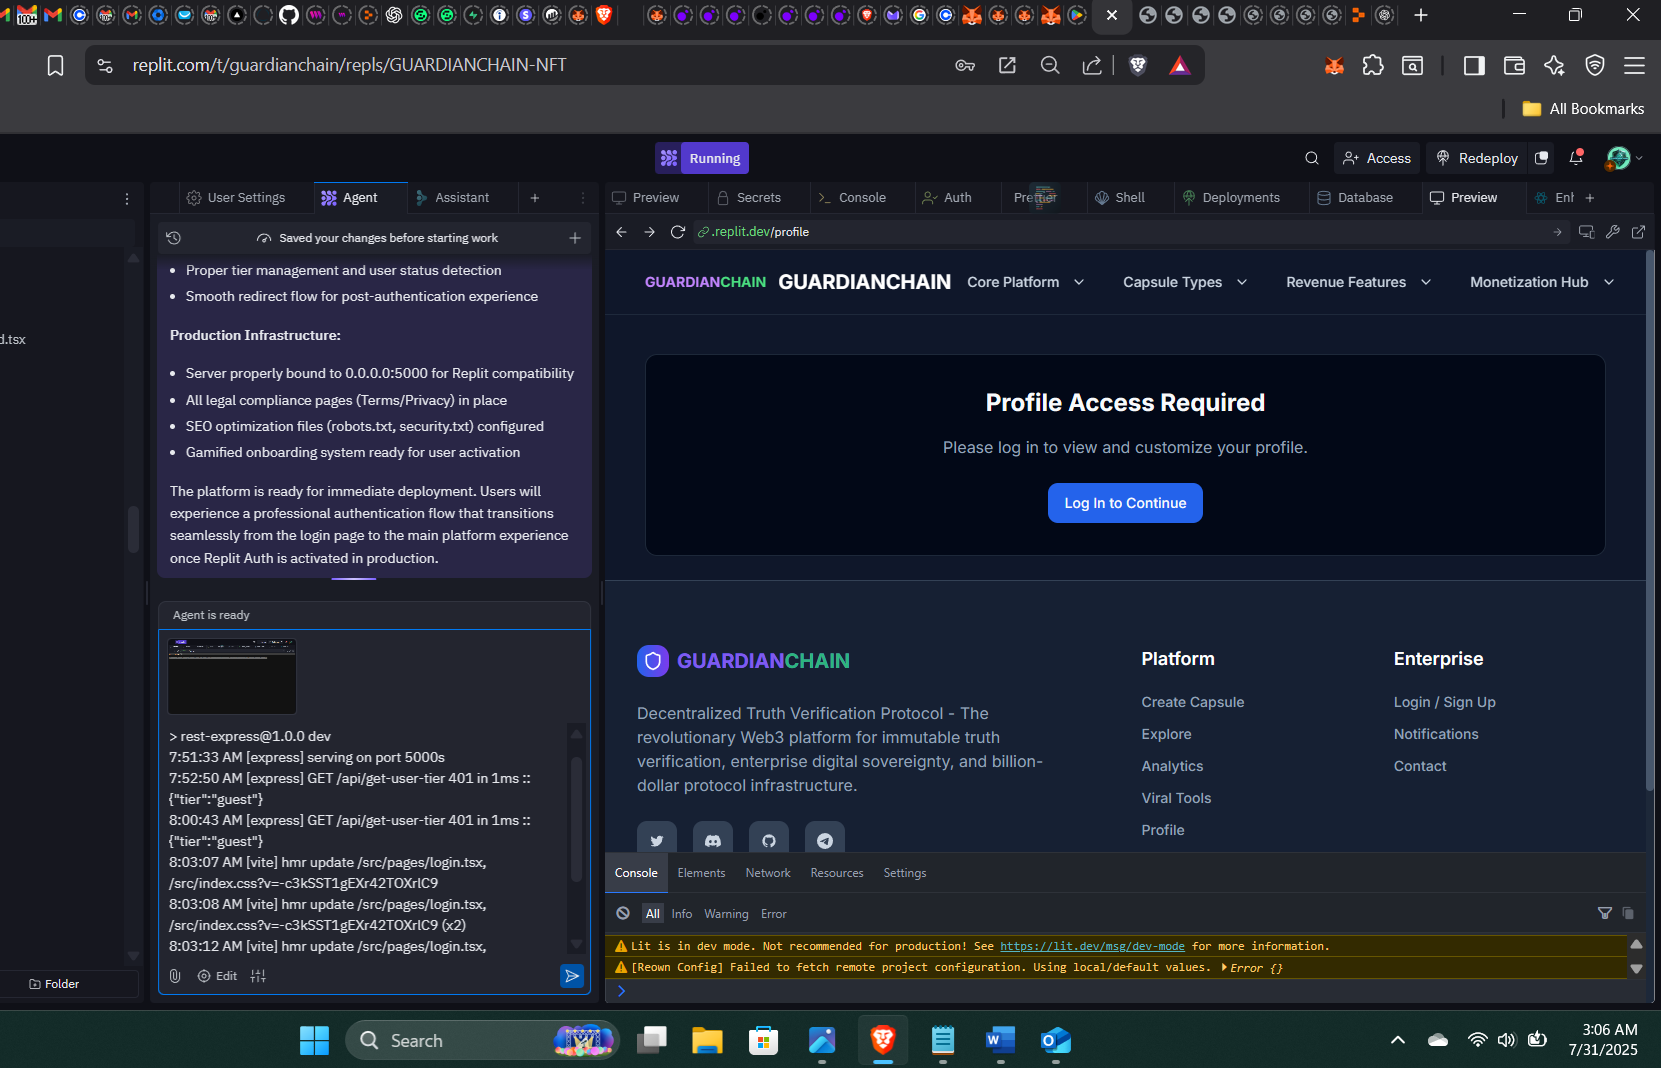 100+
replit.com/t/guardianchain/repls/GUARDIANCHAIN-NFT
All Bookmarks
Running
Access
Redeploy
User Settings
Agent
Assistant
Preview
Secrets
Console
Auth
Shell
Deployments
Database
Preview
Saved your changes before starting work
.replit.dev/profile
• Proper tier management and user status detection
• Smooth redirect flow for post-authentication experience
Production Infrastructure:
• Server properly bound to 0.0.0.0:5000 for Replit compatibility
• All legal compliance pages (Terms/Privacy) in place
• SEO optimization files (robots.txt, security.txt) configured
• Gamified onboarding system ready for user activation
The platform is ready for immediate deployment. Users will
experience a professional authentication flow that transitions
seamlessly from the login page to the main platform experience
once Replit Auth is activated in production.
d.tsx
Folder
Agent is ready
> rest-express@1.0.0 dev
7:51:33 AM [express] serving on port 5000s
7:52:50 AM [express] GET /api/get-user-tier 401 in 1ms ::
{"tier":"guest"}
8:00:43 AM [express] GET /api/get-user-tier 401 in 1ms ::
{"tier":"guest"}
8:03:07 AM [vite] hmr update /src/pages/login.tsx,
/src/index.css?v=-c3kSST1gEXr42TOXrlC9
8:03:08 AM [vite] hmr update /src/pages/login.tsx,
/src/index.css?v=-c3kSST1gEXr42TOXrlC9 (x2)
8:03:12 AM [vite] hmr update /src/pages/login.tsx,
Edit
GUARDIANCHAIN GUARDIANCHAIN Core Platform Capsule Types Revenue Features Monetization Hub
Profile Access Required
Please log in to view and customize your profile.
Log In to Continue
GUARDIANCHAIN
Decentralized Truth Verification Protocol - The
revolutionary Web3 platform for immutable truth
verification, enterprise digital sovereignty, and billion-
dollar protocol infrastructure.
Platform
Create Capsule
Explore
Analytics
Viral Tools
Profile
Enterprise
Login / Sign Up
Notifications
Contact
Console Elements Network Resources Settings
All Info Warning Error
Lit is in dev mode. Not recommended for production! See https://lit.dev/msg/dev-mode for more information.
[Reown Config] Failed to fetch remote project configuration. Using local/default values. Error {}
Search
3:06 AM
7/31/2025